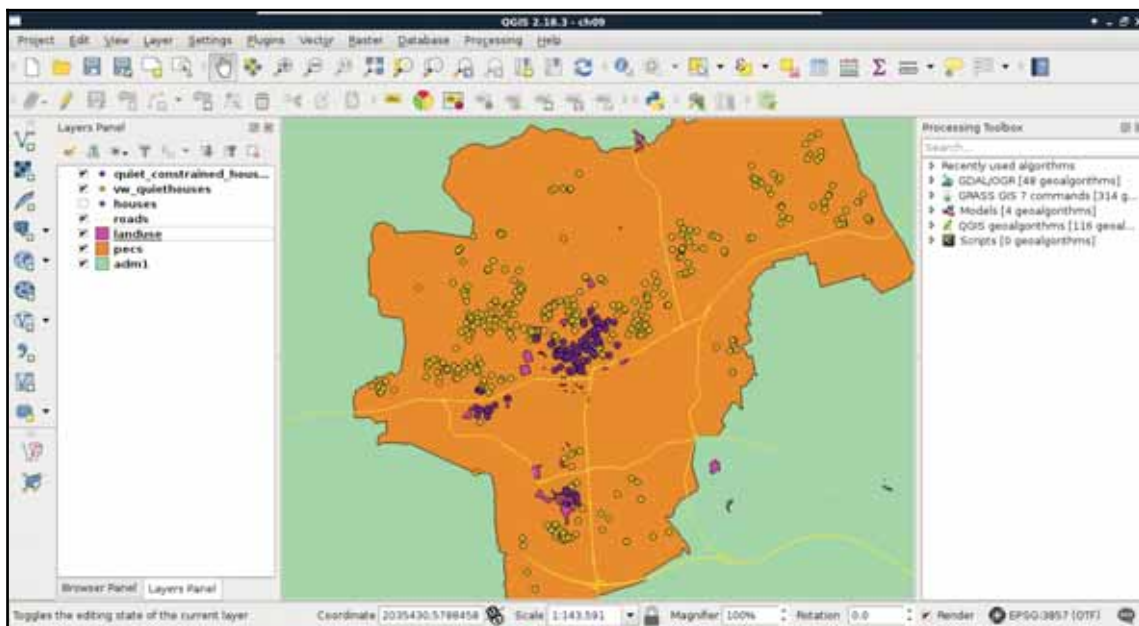 QGIS 2.18.3 - ch09
Project Edit View Layer Settings Plugins Vector Raster Database Processing Help
Layers Panel
quiet_constrained_hous...
vw_quiethouses
houses
roads
landuse
pecs
adm1
Browser Panel Layers Panel
Processing Toolbox
Search...
Recently used algorithms
GDAL/OGR [48 geoalgorithms]
GRASS GIS 7 commands [314 g...
Models [4 geoalgorithms]
QGIS geoalgorithms [116 geoal...
Scripts [0 geoalgorithms]
Toggles the editing state of the current layer Coordinate 2035430,5788458 Scale 1:143,591 Magnifier 100% Rotation 0.0 Render EPSG:3857 (OTF)